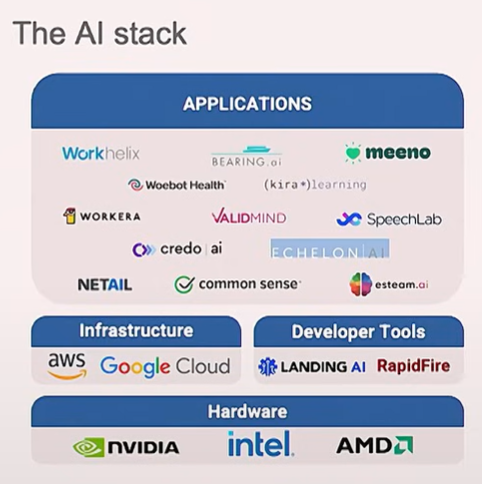 The AI stack
APPLICATIONS
Workhelix
BEARING.ai
meeno
Woebot Health
(kira*)learning
WORKERA
VALIDMIND
SpeechLab
credo ai
ECHELON AI
NETAIL
common sense
esteam.ai
Infrastructure
Developer Tools
aws Google Cloud
LANDING AI RapidFire
Hardware
NVIDIA intel. AMD